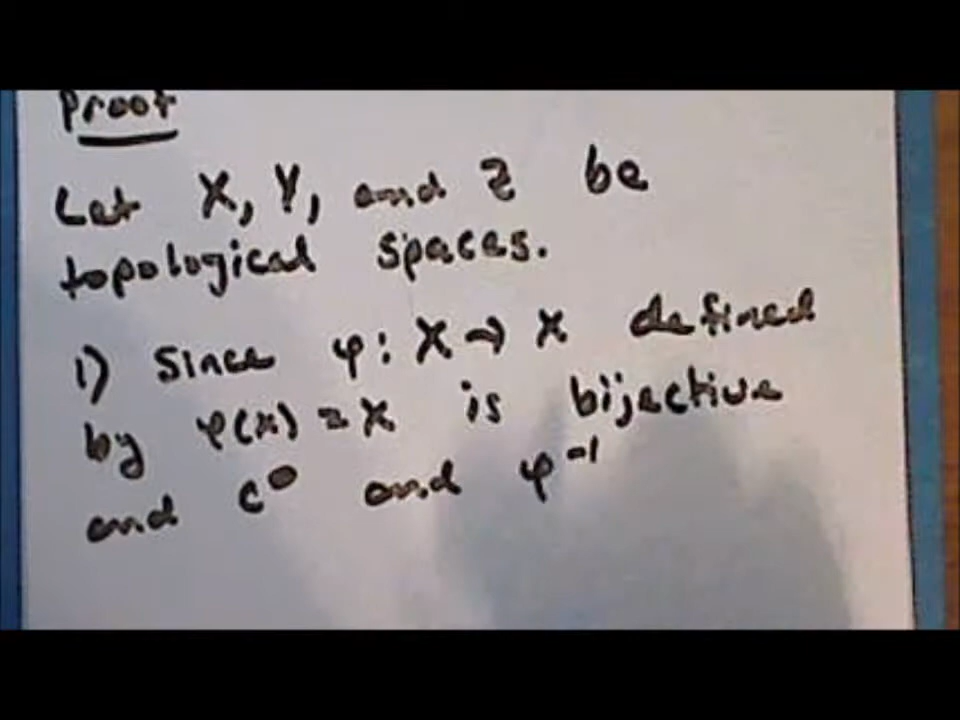 Proof
Let X, Y, and Z be
topological spaces.
1) Since φ: X → X defined
by φ(x) = x is bijective
and C⁰ and φ⁻¹